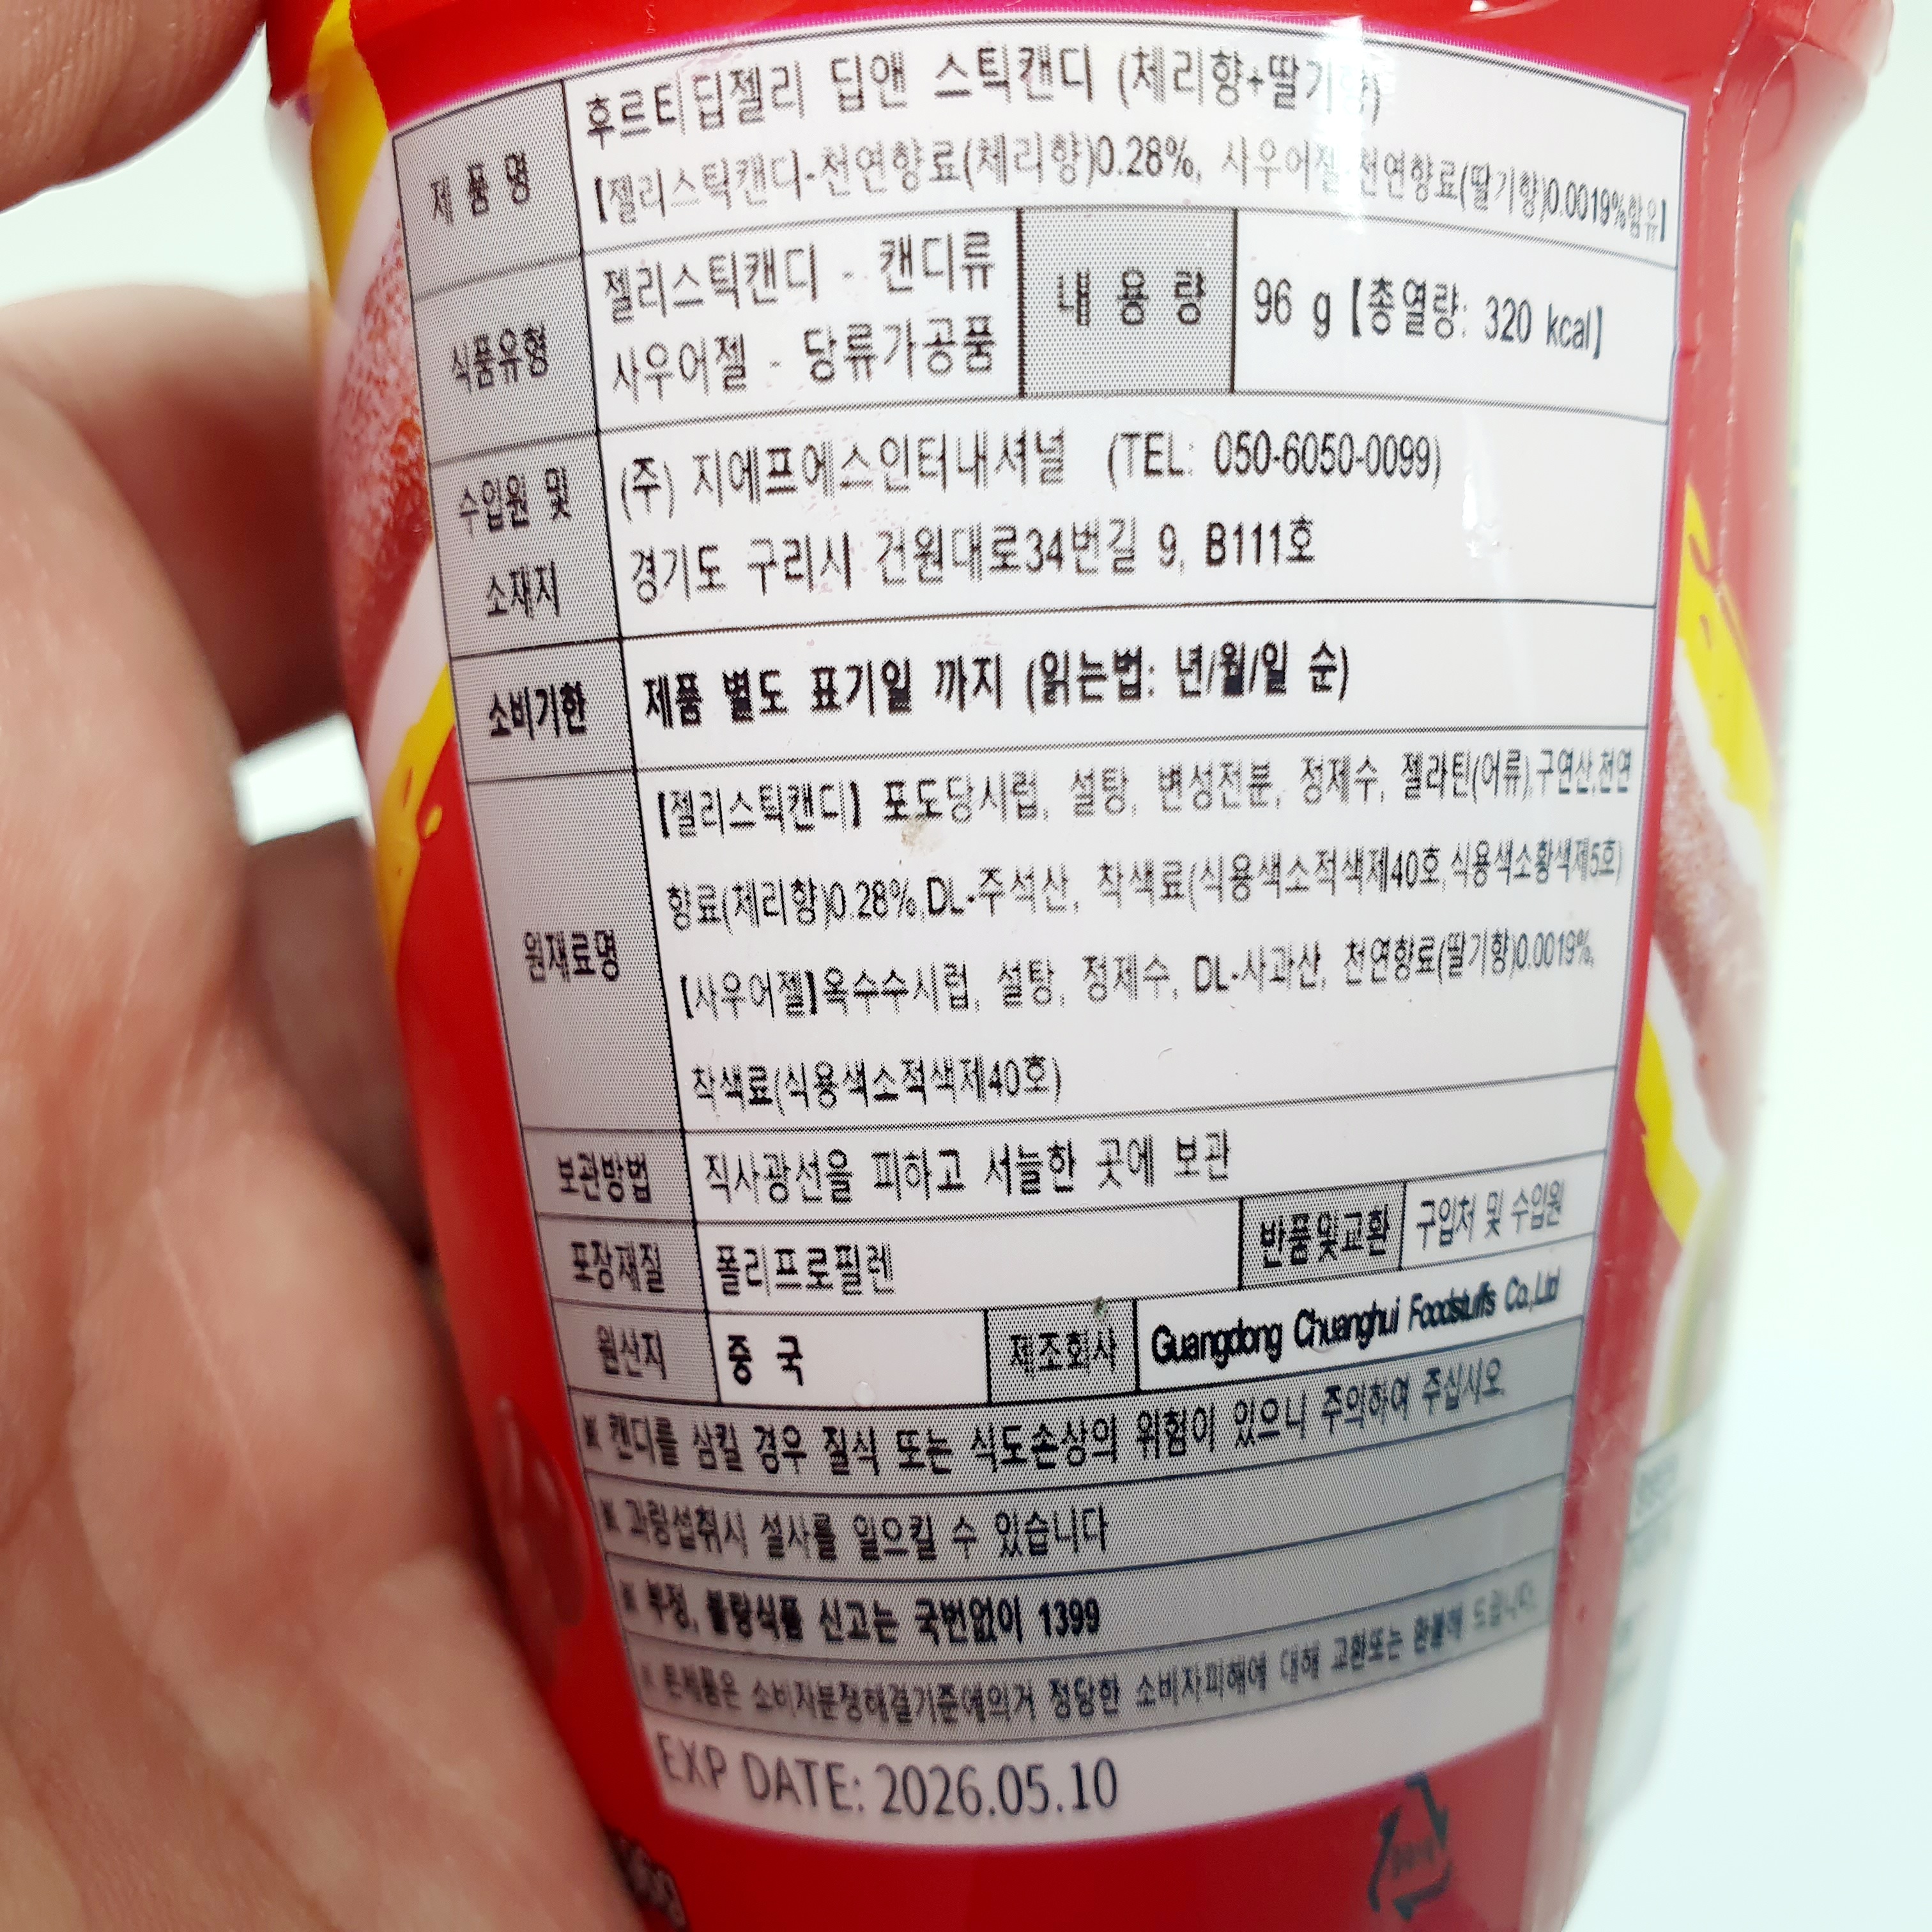 제 품 명
후르티딥젤리 딥앤 스틱캔디 (체리향+딸기향)
【젤리스틱캔디-천연향료(체리향)0.28%, 사우어젤 천연향료(딸기향)0.0019%함유】
식품유형
젤리스틱캔디 - 캔디류
사우어젤 - 당류가공품
내 용 량
96 g【총열량: 320 kcal】
수입원 및
소재지
(주) 지에프에스인터내셔널 (TEL: 050-6050-0099)
경기도 구리시 건원대로34번길 9, B111호
소비기한
제품 별도 표기일 까지 (읽는법: 년/월/일 순)
원재료명
【젤리스틱캔디】 포도당시럽, 설탕, 변성전분, 정제수, 젤라틴(어류),구연산,천연
향료(체리향)0.28%,DL-주석산, 착색료(식용색소적색제40호,식용색소황색제5호)
【사우어젤】옥수수시럽, 설탕, 정제수, DL-사과산, 천연향료(딸기향)0.0019%,
착색료(식용색소적색제40호)
보관방법
직사광선을 피하고 서늘한 곳에 보관
포장재질
폴리프로필렌
반품및교환
구입처 및 수입원
원산지
중 국
제조회사
Guangdong Chuanghui Foodstuffs Co.,Ltd
※ 캔디를 삼킬 경우 질식 또는 식도손상의 위험이 있으니 주의하여 주십시오
※ 과량섭취시 설사를 일으킬 수 있습니다
※ 부정, 불량식품 신고는 국번없이 1399
※ 본제품은 소비자분쟁해결기준에의거 정당한 소비자피해에 대해 교환또는 환불해 드립니다.
EXP DATE: 2026.05.10